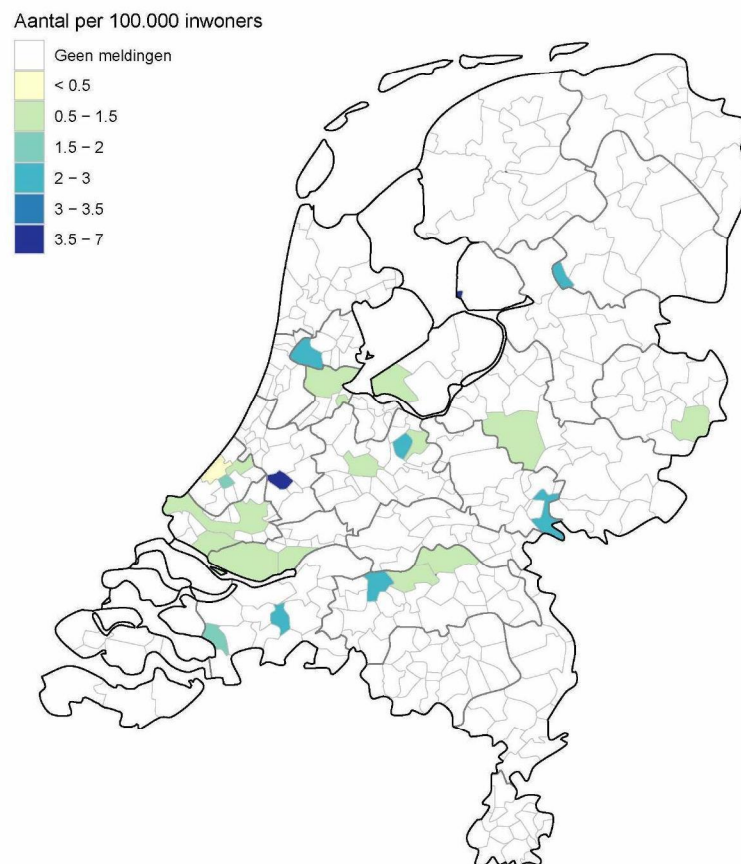 Aantal per 100.000 inwoners
Geen meldingen
< 0.5
0.5 – 1.5
1.5 – 2
2 – 3
3 – 3.5
3.5 – 7